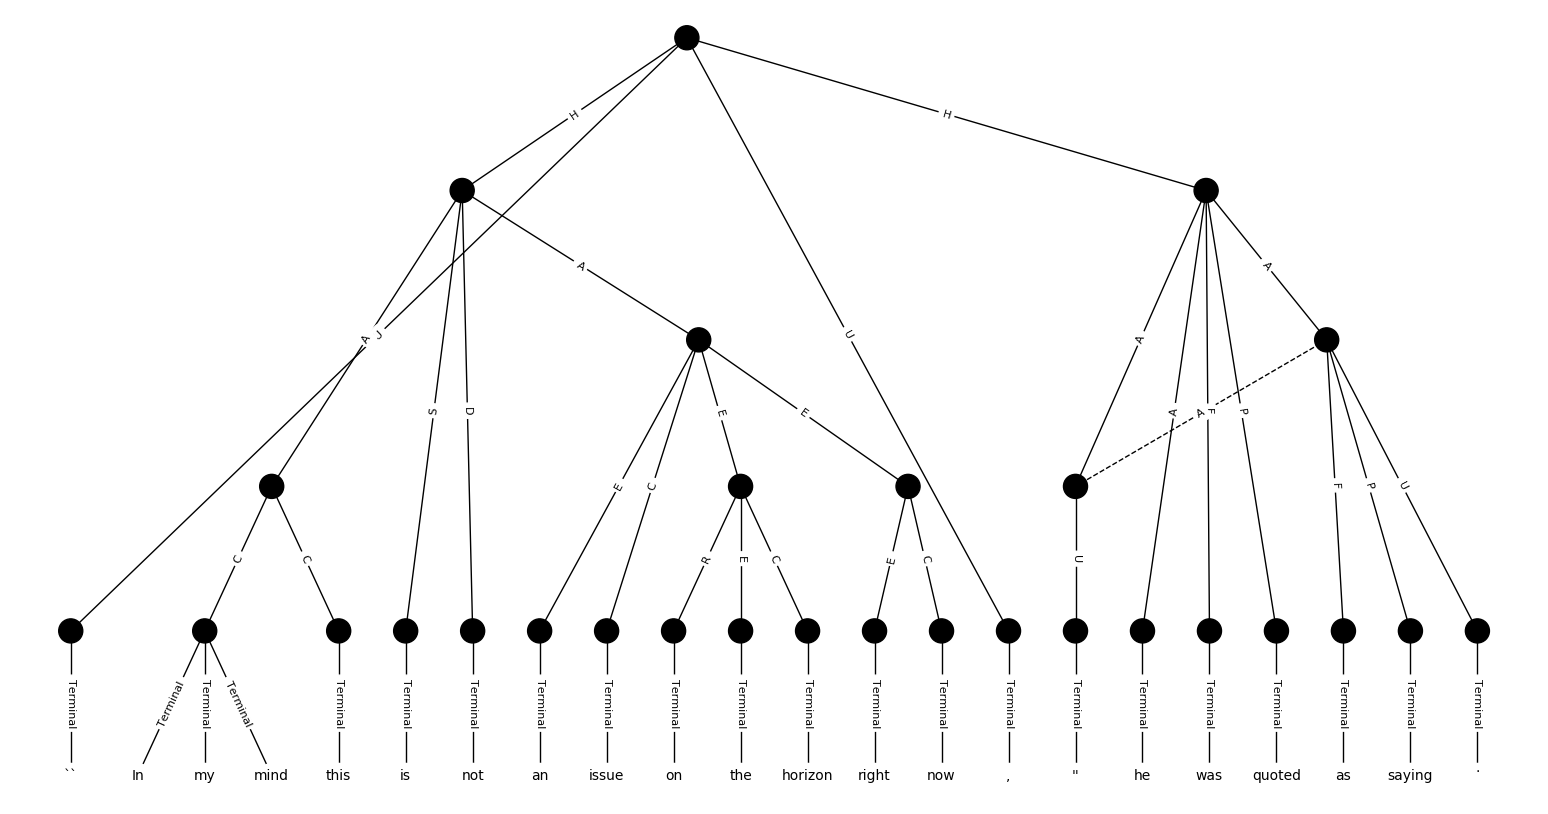 H H
A U A U A A
S D A A F P
E C E E F P U
C C R E C E C U
Terminal Terminal Terminal Terminal Terminal Terminal Terminal Terminal Terminal Terminal Terminal Terminal Terminal Terminal Terminal Terminal Terminal Terminal Terminal Terminal Terminal Terminal
`` In my mind this is not an issue on the horizon right now , " he was quoted as saying .